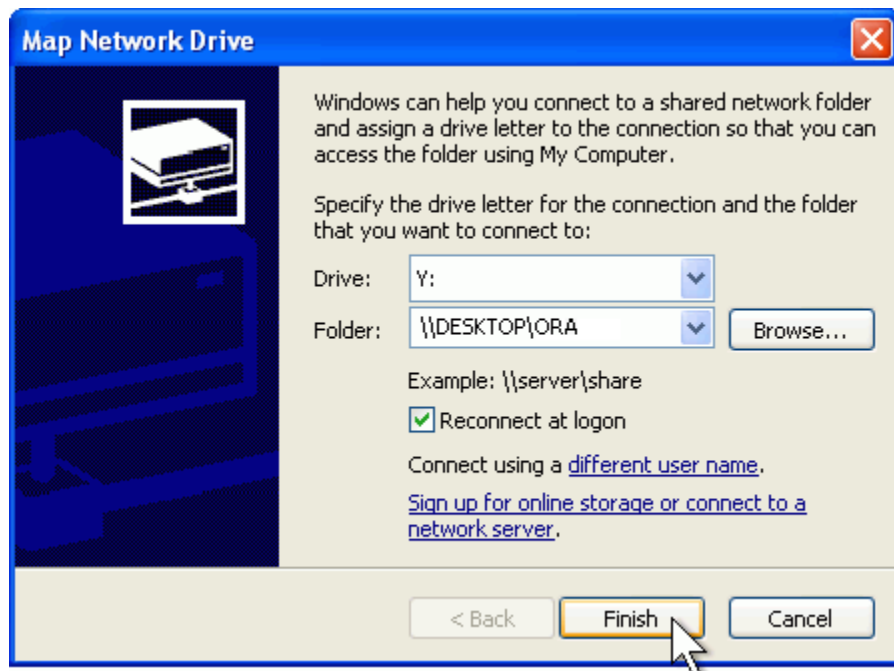 Map Network Drive
Windows can help you connect to a shared network folder
and assign a drive letter to the connection so that you can
access the folder using My Computer.
Specify the drive letter for the connection and the folder
that you want to connect to:
Drive: Y:
Folder: \\DESKTOP\ORA Browse...
Example: \\server\share
Reconnect at logon
Connect using a different user name.
Sign up for online storage or connect to a
network server.
< Back Finish Cancel